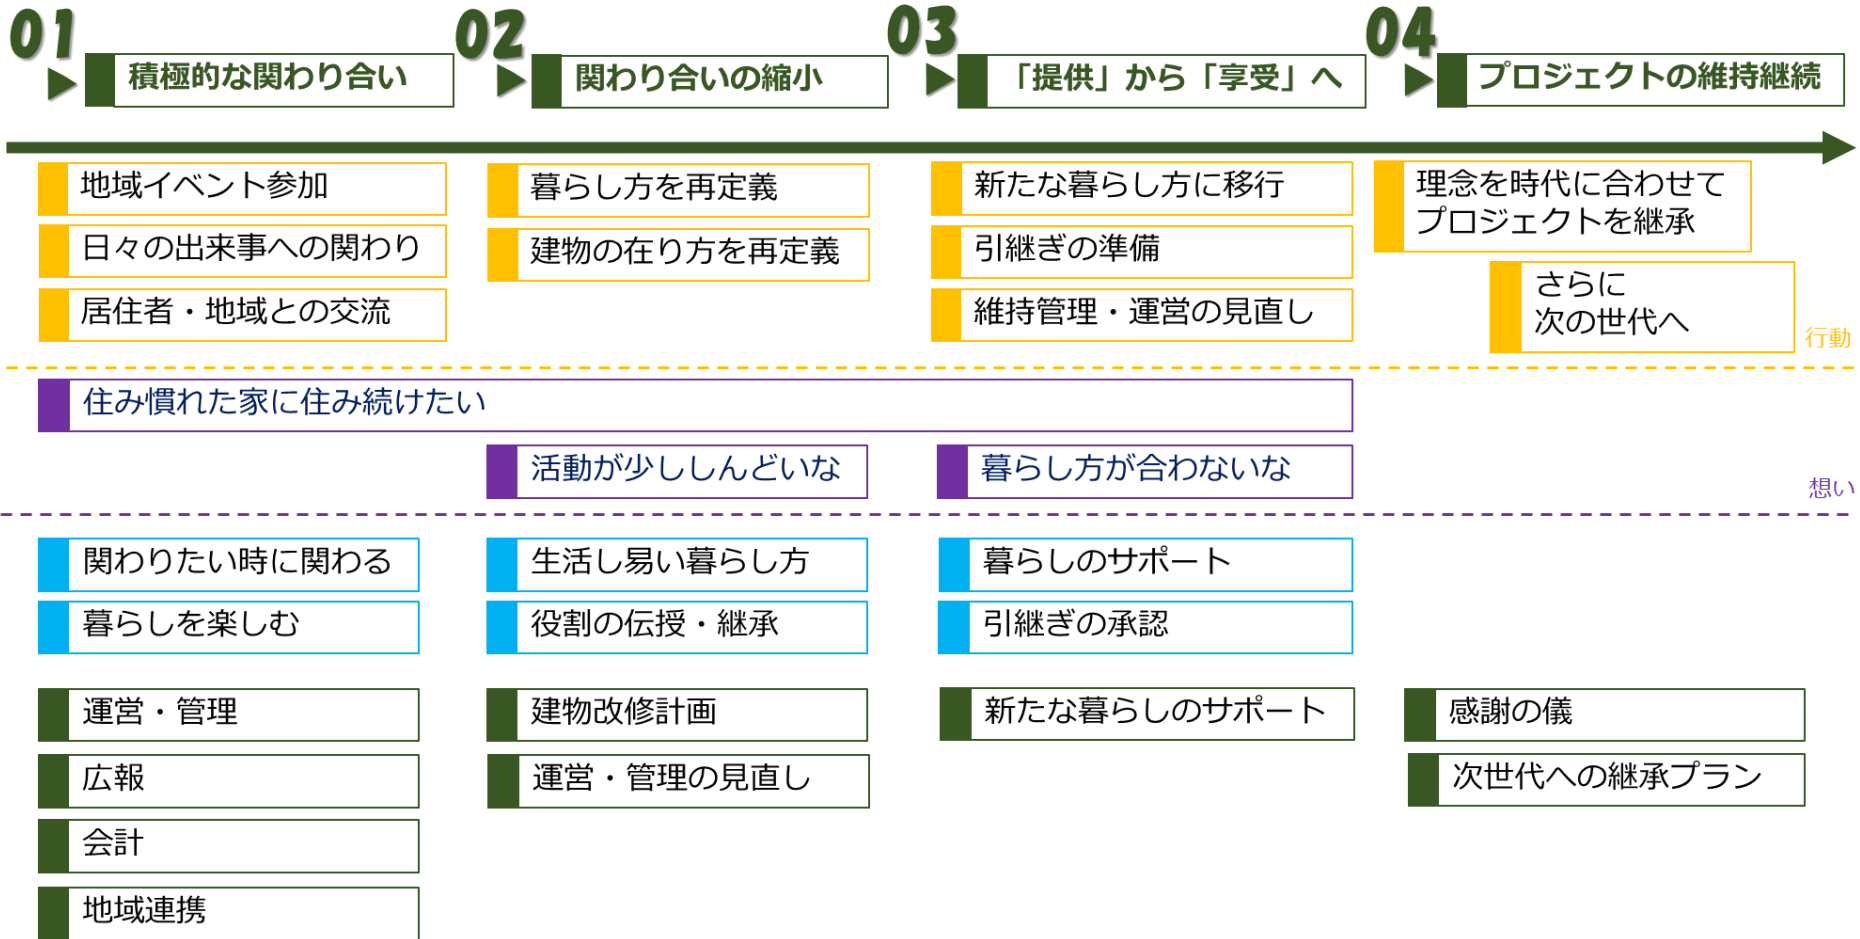 01
積極的な関わり合い
02
関わり合いの縮小
03
「提供」から「享受」へ
04
プロジェクトの維持継続
地域イベント参加
日々の出来事への関わり
居住者・地域との交流
暮らし方を再定義
建物の在り方を再定義
新たな暮らし方に移行
引継ぎの準備
維持管理・運営の見直し
理念を時代に合わせて
プロジェクトを継承
さらに
次の世代へ
行動
住み慣れた家に住み続けたい
活動が少ししんどいな
暮らし方が合わないな
想い
関わりたい時に関わる
暮らしを楽しむ
生活し易い暮らし方
役割の伝授・継承
暮らしのサポート
引継ぎの承認
運営・管理
広報
会計
地域連携
建物改修計画
運営・管理の見直し
新たな暮らしのサポート
感謝の儀
次世代への継承プラン